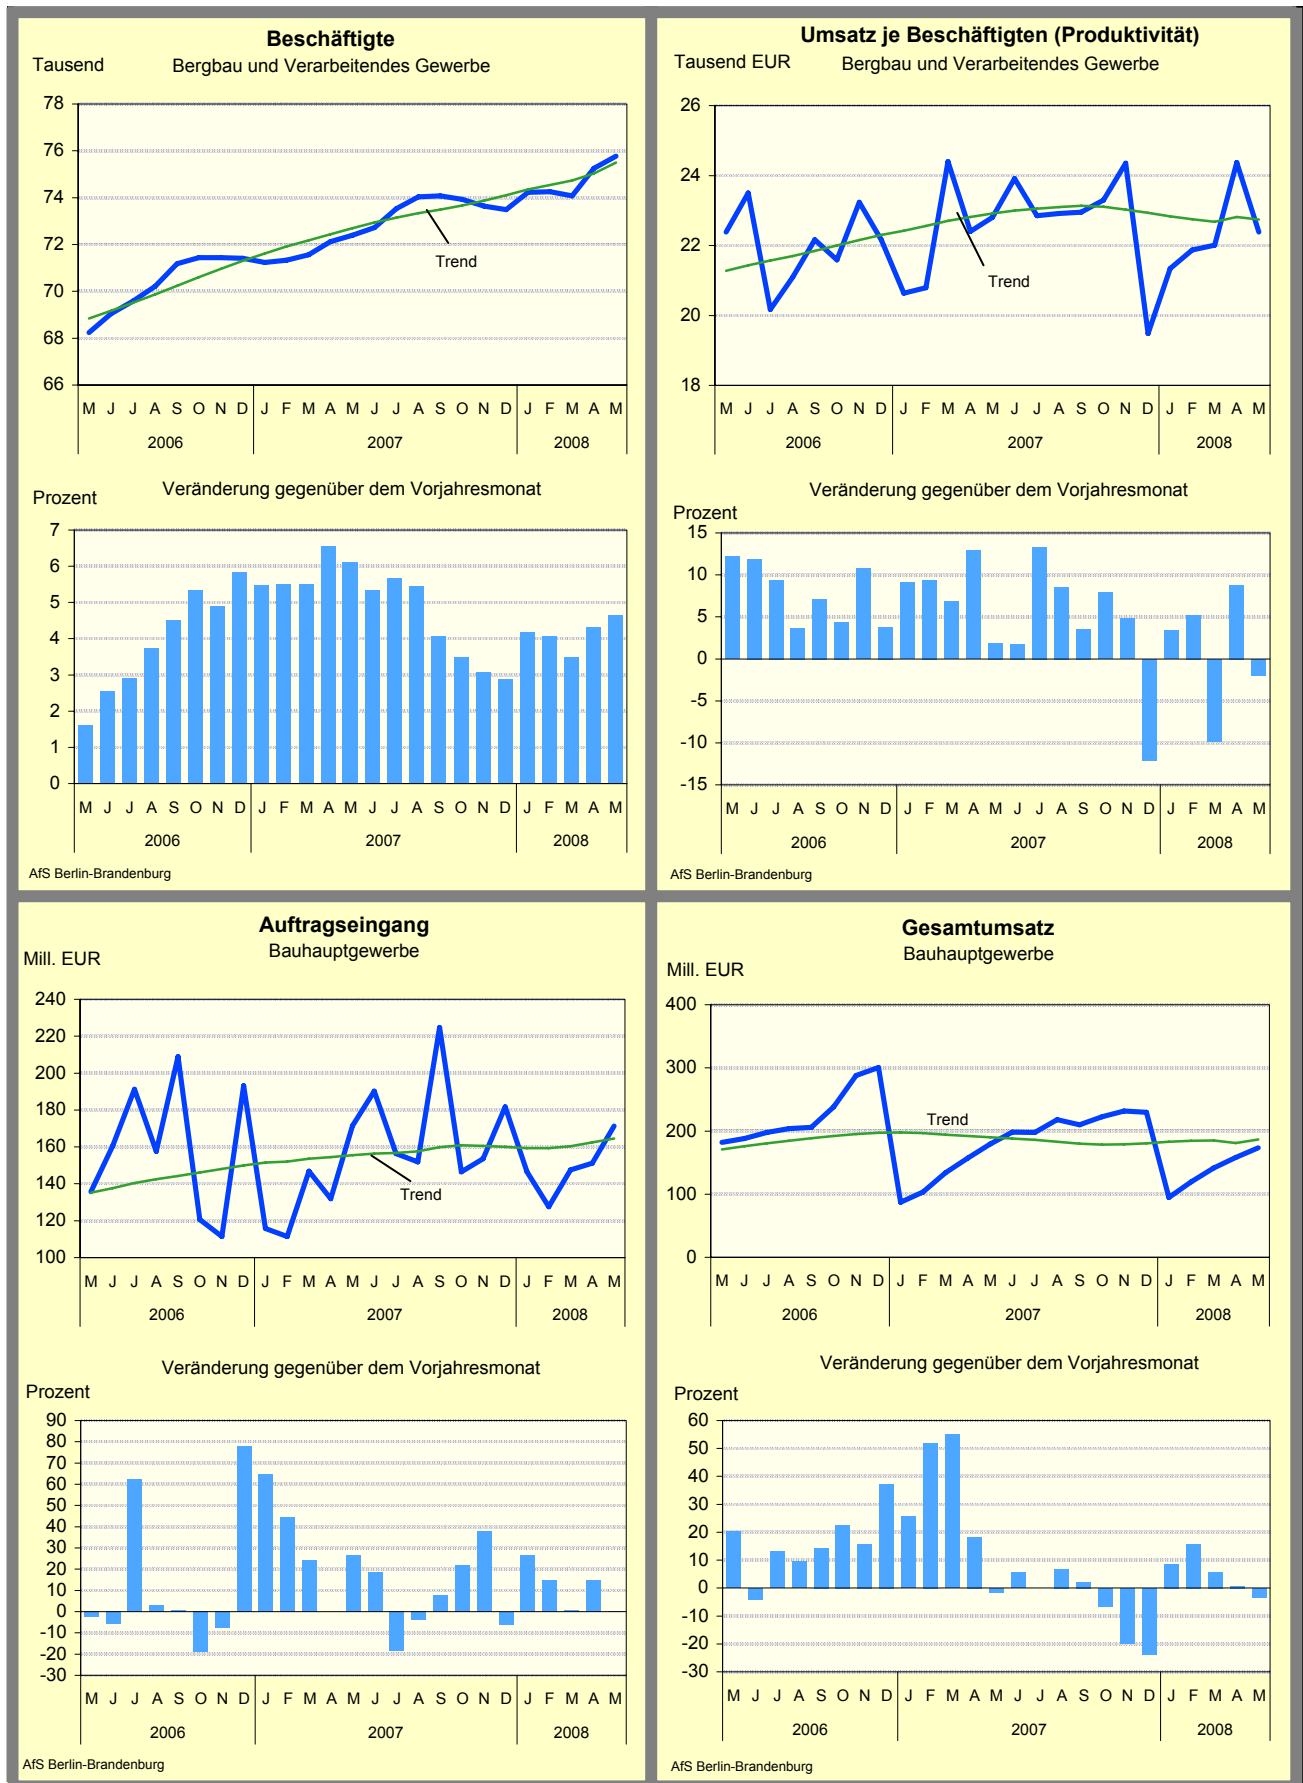 Beschäftigte
Tausend
Bergbau und Verarbeitendes Gewerbe
78
76
74
72
70
68
66
Trend
M J J A S O N D J F M A M J J A S O N D J F M A M
2006 2007 2008
Veränderung gegenüber dem Vorjahresmonat
Prozent
7
6
5
4
3
2
1
0
M J J A S O N D J F M A M J J A S O N D J F M A M
2006 2007 2008
AfS Berlin-Brandenburg
Umsatz je Beschäftigten (Produktivität)
Tausend EUR
Bergbau und Verarbeitendes Gewerbe
26
24
22
20
18
Trend
M J J A S O N D J F M A M J J A S O N D J F M A M
2006 2007 2008
Veränderung gegenüber dem Vorjahresmonat
Prozent
15
10
5
0
-5
-10
-15
M J J A S O N D J F M A M J J A S O N D J F M A M
2006 2007 2008
AfS Berlin-Brandenburg
Auftragseingang
Bauhauptgewerbe
Mill. EUR
240
220
200
180
160
140
120
100
Trend
M J J A S O N D J F M A M J J A S O N D J F M A M
2006 2007 2008
Veränderung gegenüber dem Vorjahresmonat
Prozent
90
80
70
60
50
40
30
20
10
0
-10
-20
-30
M J J A S O N D J F M A M J J A S O N D J F M A M
2006 2007 2008
AfS Berlin-Brandenburg
Gesamtumsatz
Bauhauptgewerbe
Mill. EUR
400
300
200
100
0
Trend
M J J A S O N D J F M A M J J A S O N D J F M A M
2006 2007 2008
Veränderung gegenüber dem Vorjahresmonat
Prozent
60
50
40
30
20
10
0
-10
-20
-30
M J J A S O N D J F M A M J J A S O N D J F M A M
2006 2007 2008
AfS Berlin-Brandenburg